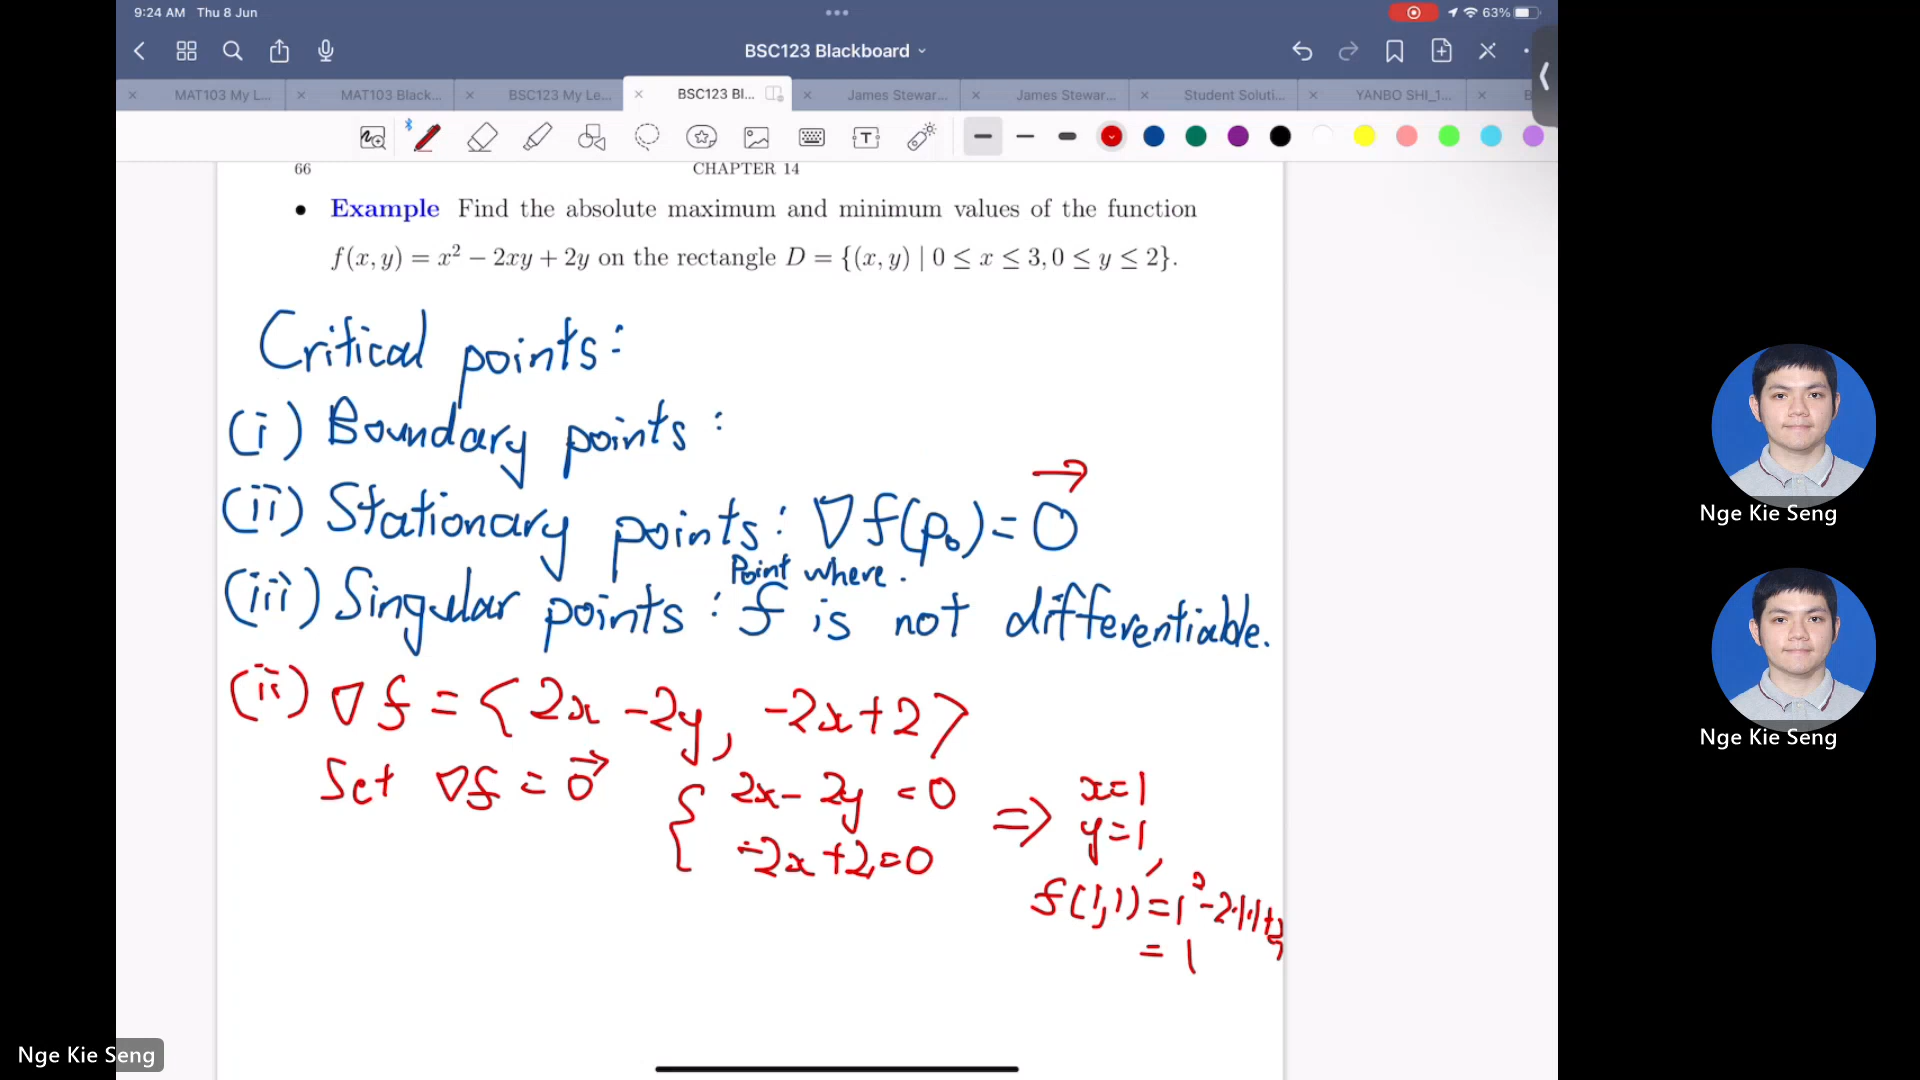 9:24 AM Thu 8 Jun
63%
BSC123 Blackboard
MAT103 My L...
MAT103 Black...
BSC123 My Le...
BSC123 Bl...
James Stewar...
James Stewar...
Student Soluti...
YANBO SHI_1...
66
CHAPTER 14
• Example Find the absolute maximum and minimum values of the function
f(x, y) = x² − 2xy + 2y on the rectangle D = {(x, y) | 0 ≤ x ≤ 3, 0 ≤ y ≤ 2}.
Critical points:
(i) Boundary points:
(ii) Stationary points: ∇f(p₀) = 0⃗
Point where.
(iii) Singular points: f is not differentiable.
(ii) ∇f = ⟨2x − 2y, −2x + 2⟩
Set ∇f = 0⃗
{ 2x − 2y = 0
−2x + 2 = 0
⇒ x = 1
y = 1,
f(1,1) = 1² − 2·1·1 +
= 1
Nge Kie Seng
Nge Kie Seng
Nge Kie Seng